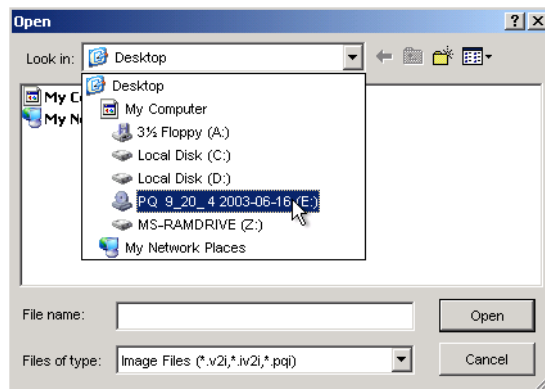 Open
Look in: Desktop
Desktop
My Computer
3½ Floppy (A:)
Local Disk (C:)
Local Disk (D:)
PQ 9_20_ 4 2003-06-16 (E:)
MS-RAMDRIVE (Z:)
My Network Places
My C
My N
File name:
Open
Files of type: Image Files (*.v2i,*.iv2i,*.pqi)
Cancel